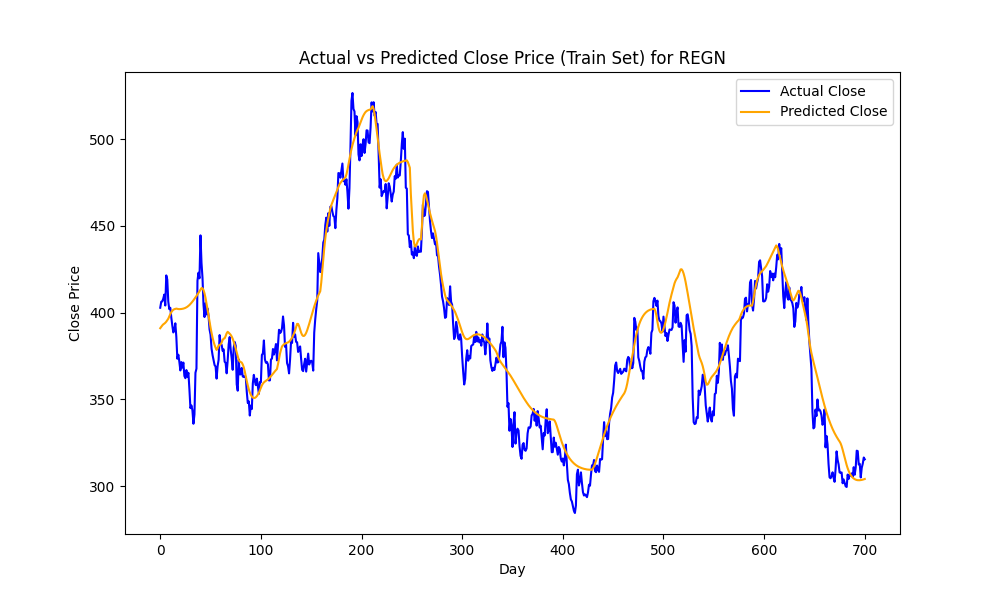 Actual vs Predicted Close Price (Train Set) for REGN
Actual Close
Predicted Close
Close Price
500
450
400
350
300
0 100 200 300 400 500 600 700
Day